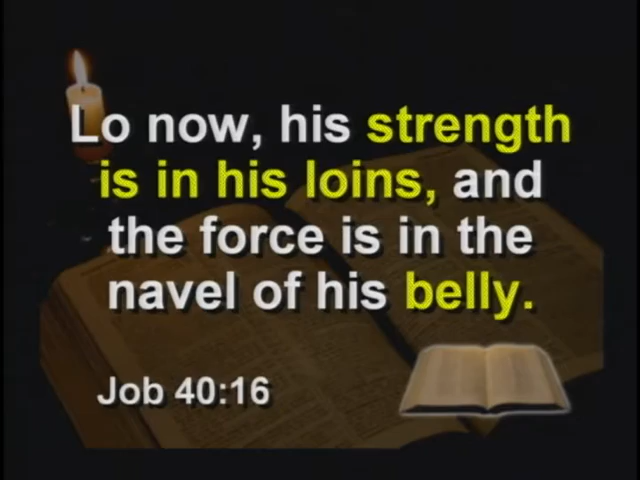 Lo now, his strength
is in his loins, and
the force is in the
navel of his belly.
Job 40:16